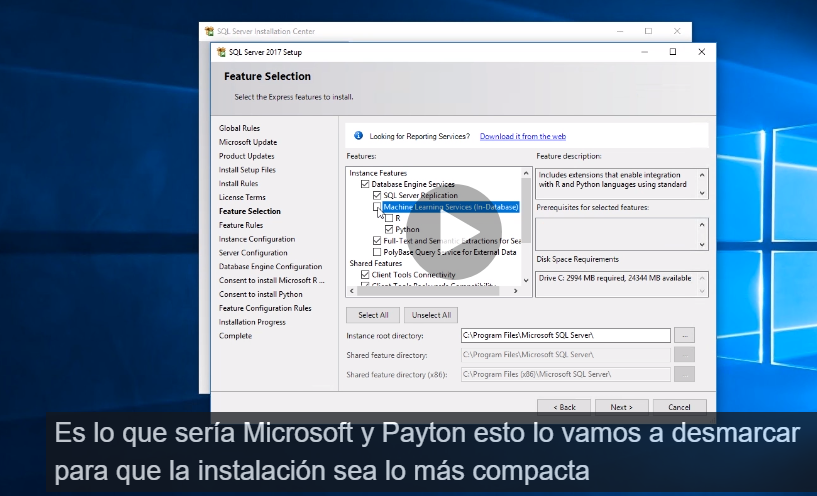 SQL Server Installation Center
SQL Server 2017 Setup
Feature Selection
Select the Express features to install.
Global Rules
Microsoft Update
Product Updates
Install Setup Files
Install Rules
License Terms
Feature Selection
Feature Rules
Instance Configuration
Server Configuration
Database Engine Configuration
Consent to install Microsoft R ...
Consent to install Python
Feature Configuration Rules
Installation Progress
Complete
Looking for Reporting Services? Download it from the web
Features:
Instance Features
Database Engine Services
SQL Server Replication
Machine Learning Services (In-Database)
R
Python
Full-Text and Semantic Extractions for Sea
PolyBase Query Service for External Data
Shared Features
Client Tools Connectivity
Client Tools Backwards Compatibility
Feature description:
Includes extensions that enable integration
with R and Python languages using standard
Prerequisites for selected features:
Disk Space Requirements
Drive C: 2994 MB required, 24344 MB available
Select All Unselect All
Instance root directory: C:\Program Files\Microsoft SQL Server\ ...
Shared feature directory: C:\Program Files\Microsoft SQL Server\ ...
Shared feature directory (x86): C:\Program Files (x86)\Microsoft SQL Server\ ...
< Back Next > Cancel
Es lo que sería Microsoft y Payton esto lo vamos a desmarcar
para que la instalación sea lo más compacta